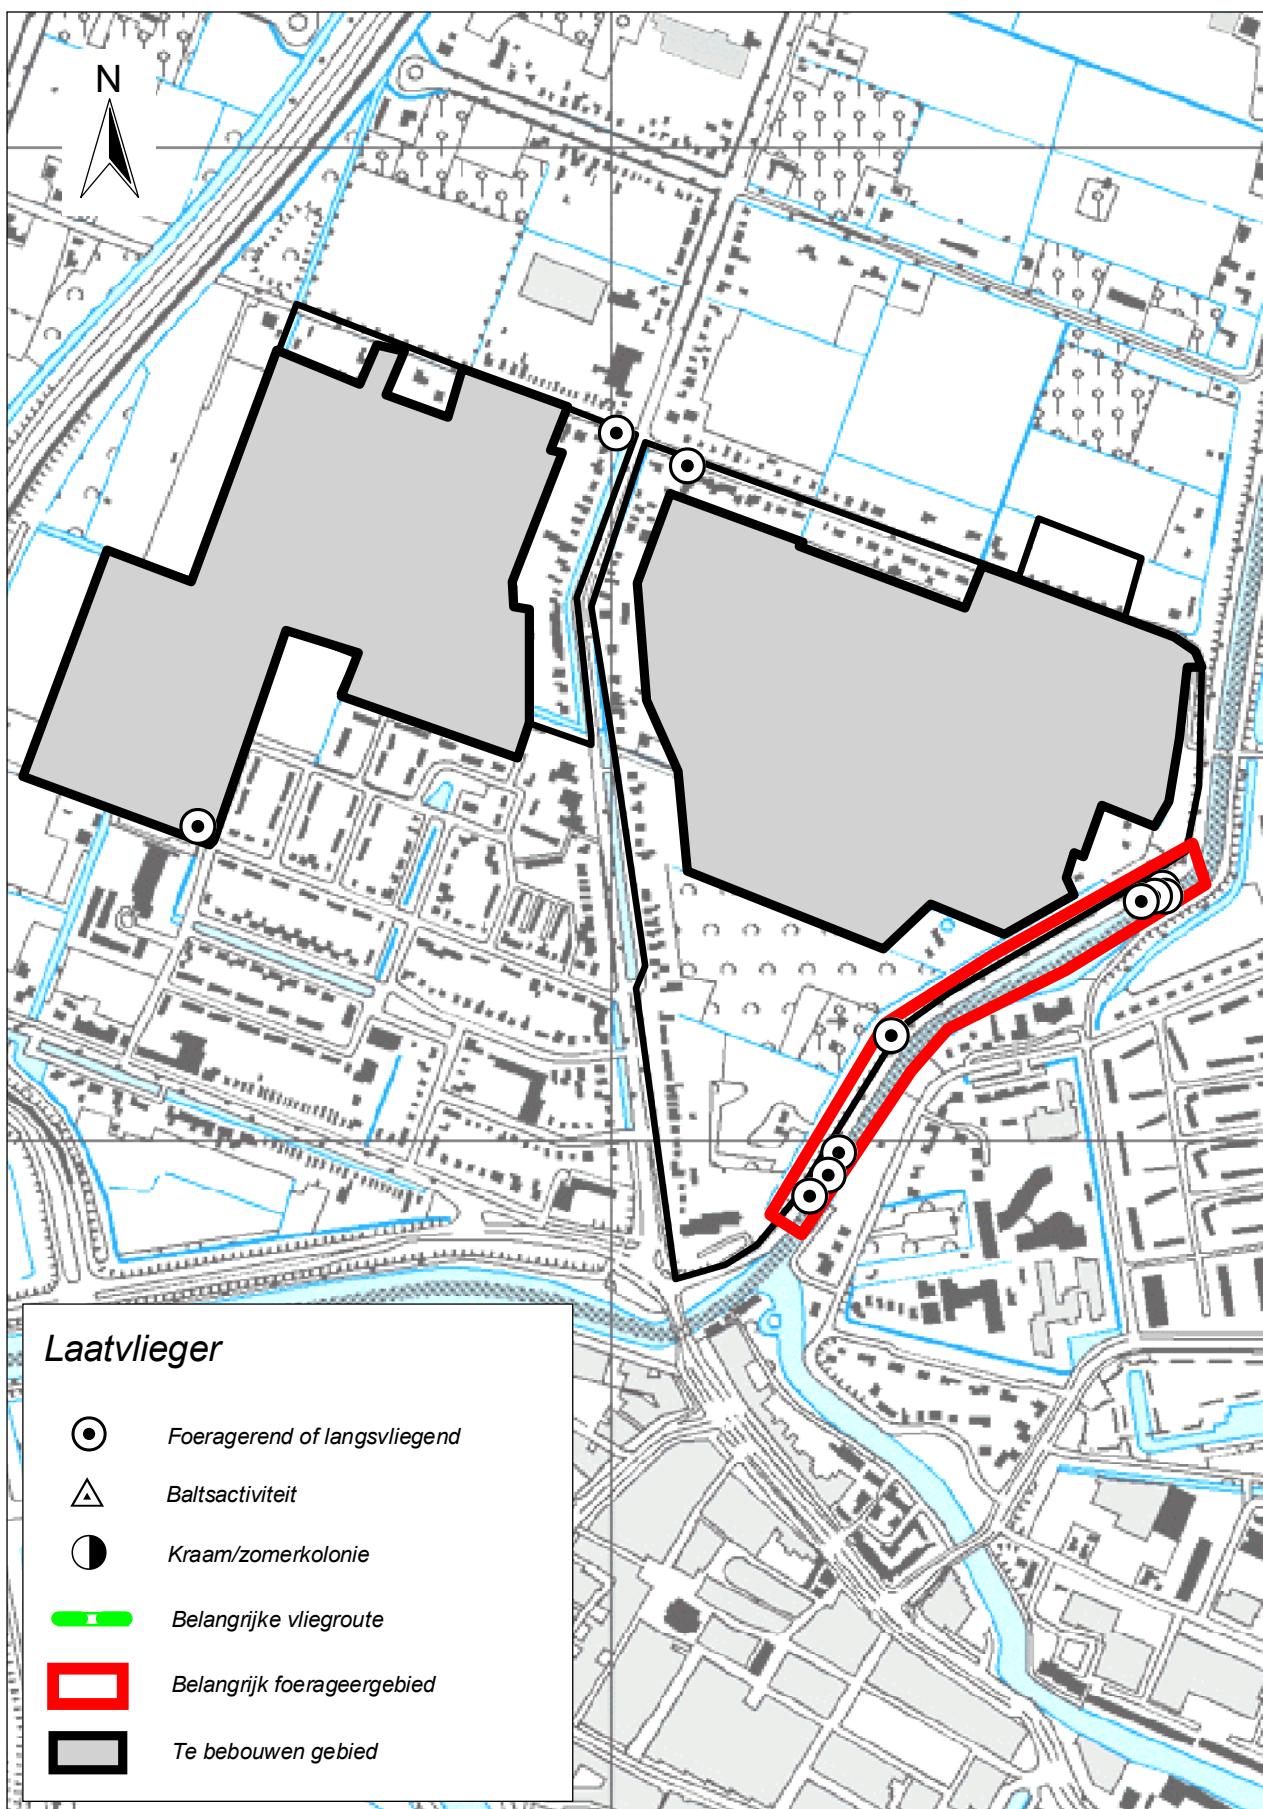 N
Laatvlieger
Foeragerend of langsvliegend
Baltsactiviteit
Kraam/zomerkolonie
Belangrijke vliegroute
Belangrijk foerageergebied
Te bebouwen gebied